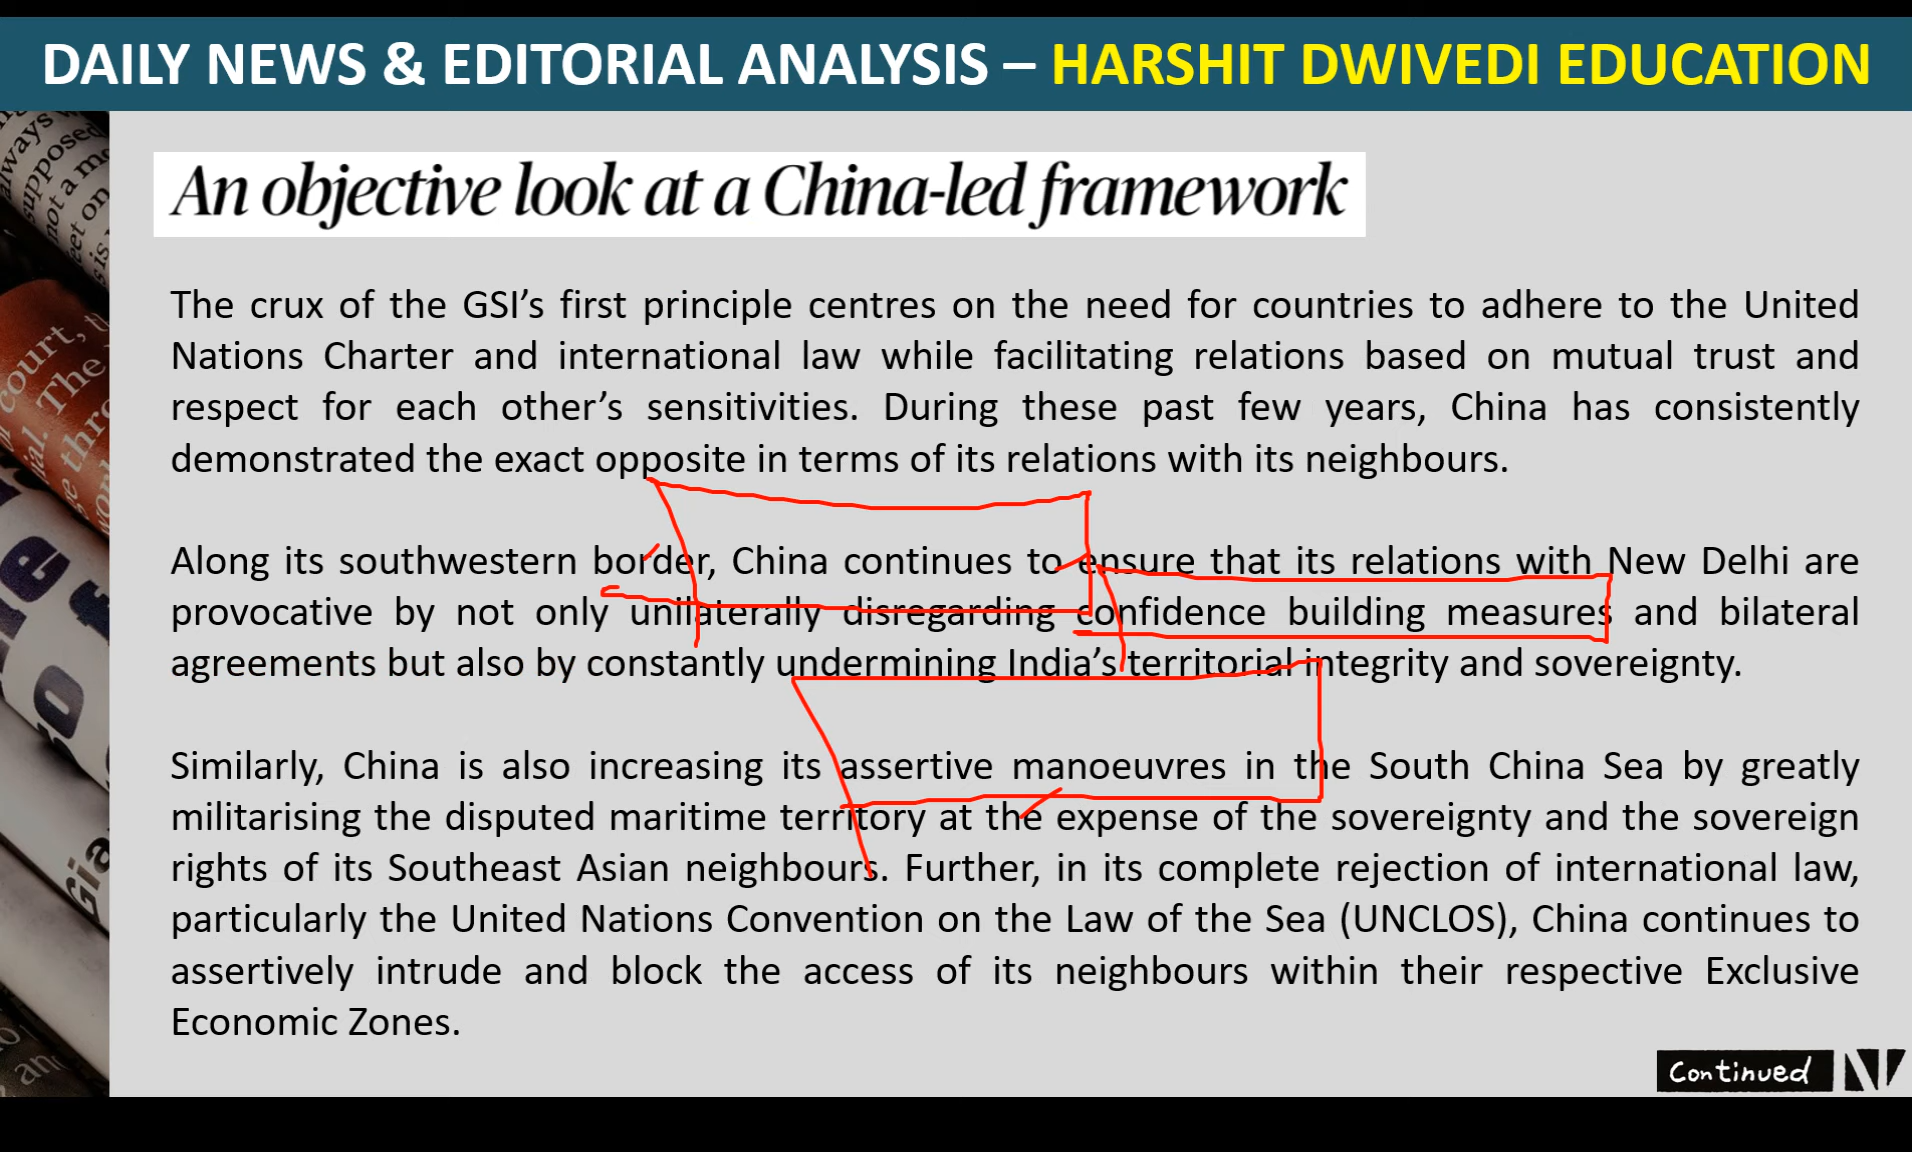 DAILY NEWS & EDITORIAL ANALYSIS – HARSHIT DWIVEDI EDUCATION
An objective look at a China-led framework
The crux of the GSI’s first principle centres on the need for countries to adhere to the United
Nations Charter and international law while facilitating relations based on mutual trust and
respect for each other’s sensitivities. During these past few years, China has consistently
demonstrated the exact opposite in terms of its relations with its neighbours.
Along its southwestern border, China continues to ensure that its relations with New Delhi are
provocative by not only unilaterally disregarding confidence building measures and bilateral
agreements but also by constantly undermining India’s territorial integrity and sovereignty.
Similarly, China is also increasing its assertive manoeuvres in the South China Sea by greatly
militarising the disputed maritime territory at the expense of the sovereignty and the sovereign
rights of its Southeast Asian neighbours. Further, in its complete rejection of international law,
particularly the United Nations Convention on the Law of the Sea (UNCLOS), China continues to
assertively intrude and block the access of its neighbours within their respective Exclusive
Economic Zones.
Continued